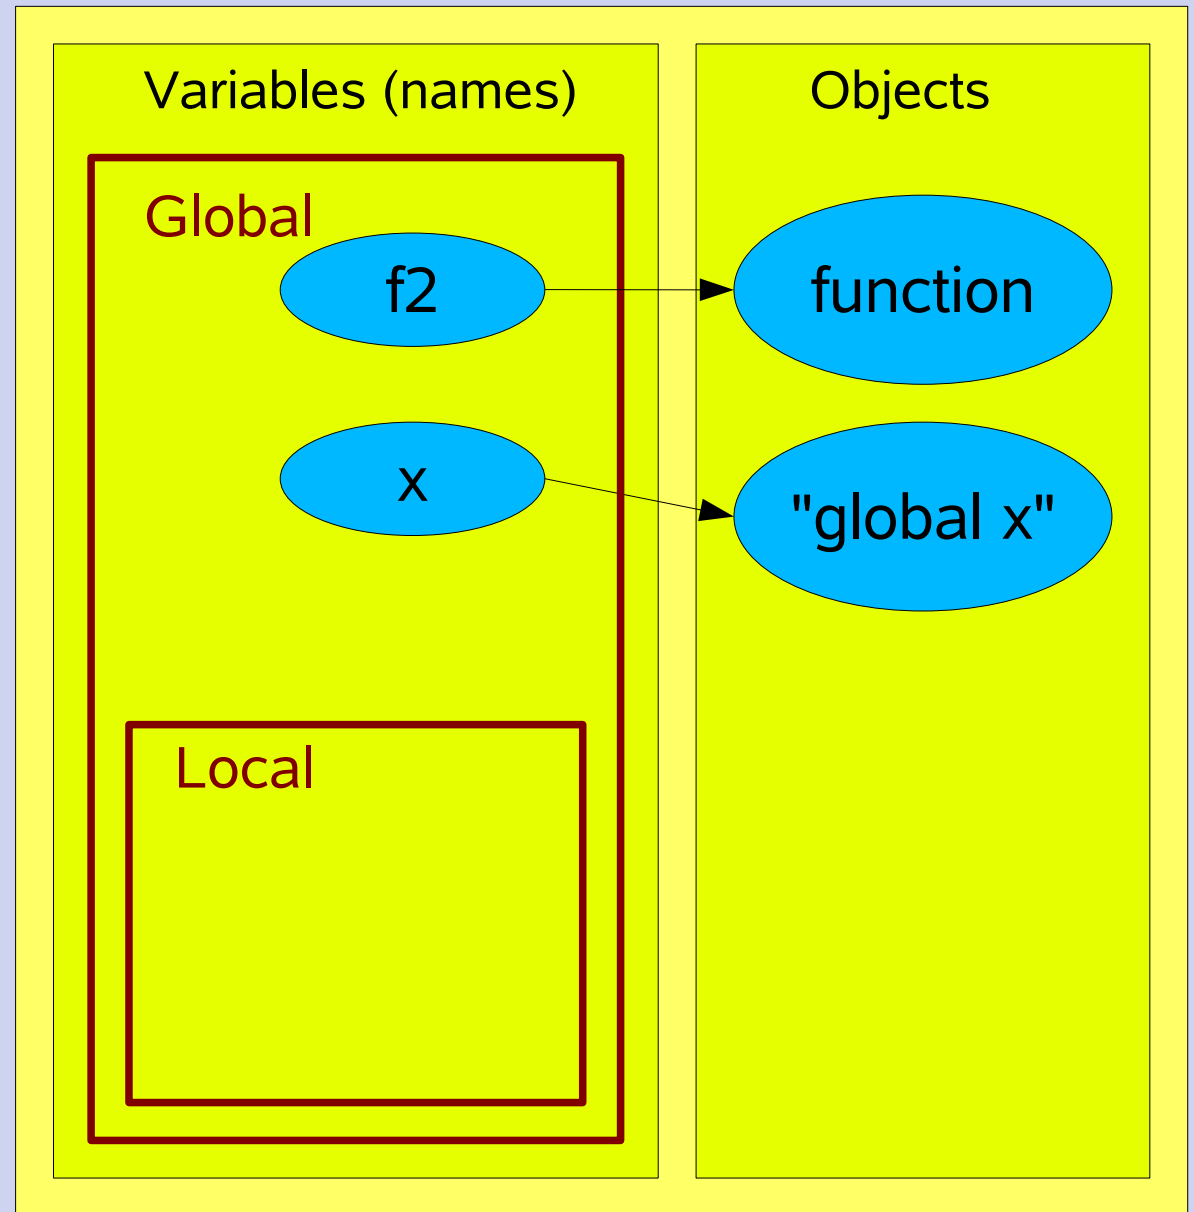 Variables (names)
Objects
Global
f2
function
x
"global x"
Local